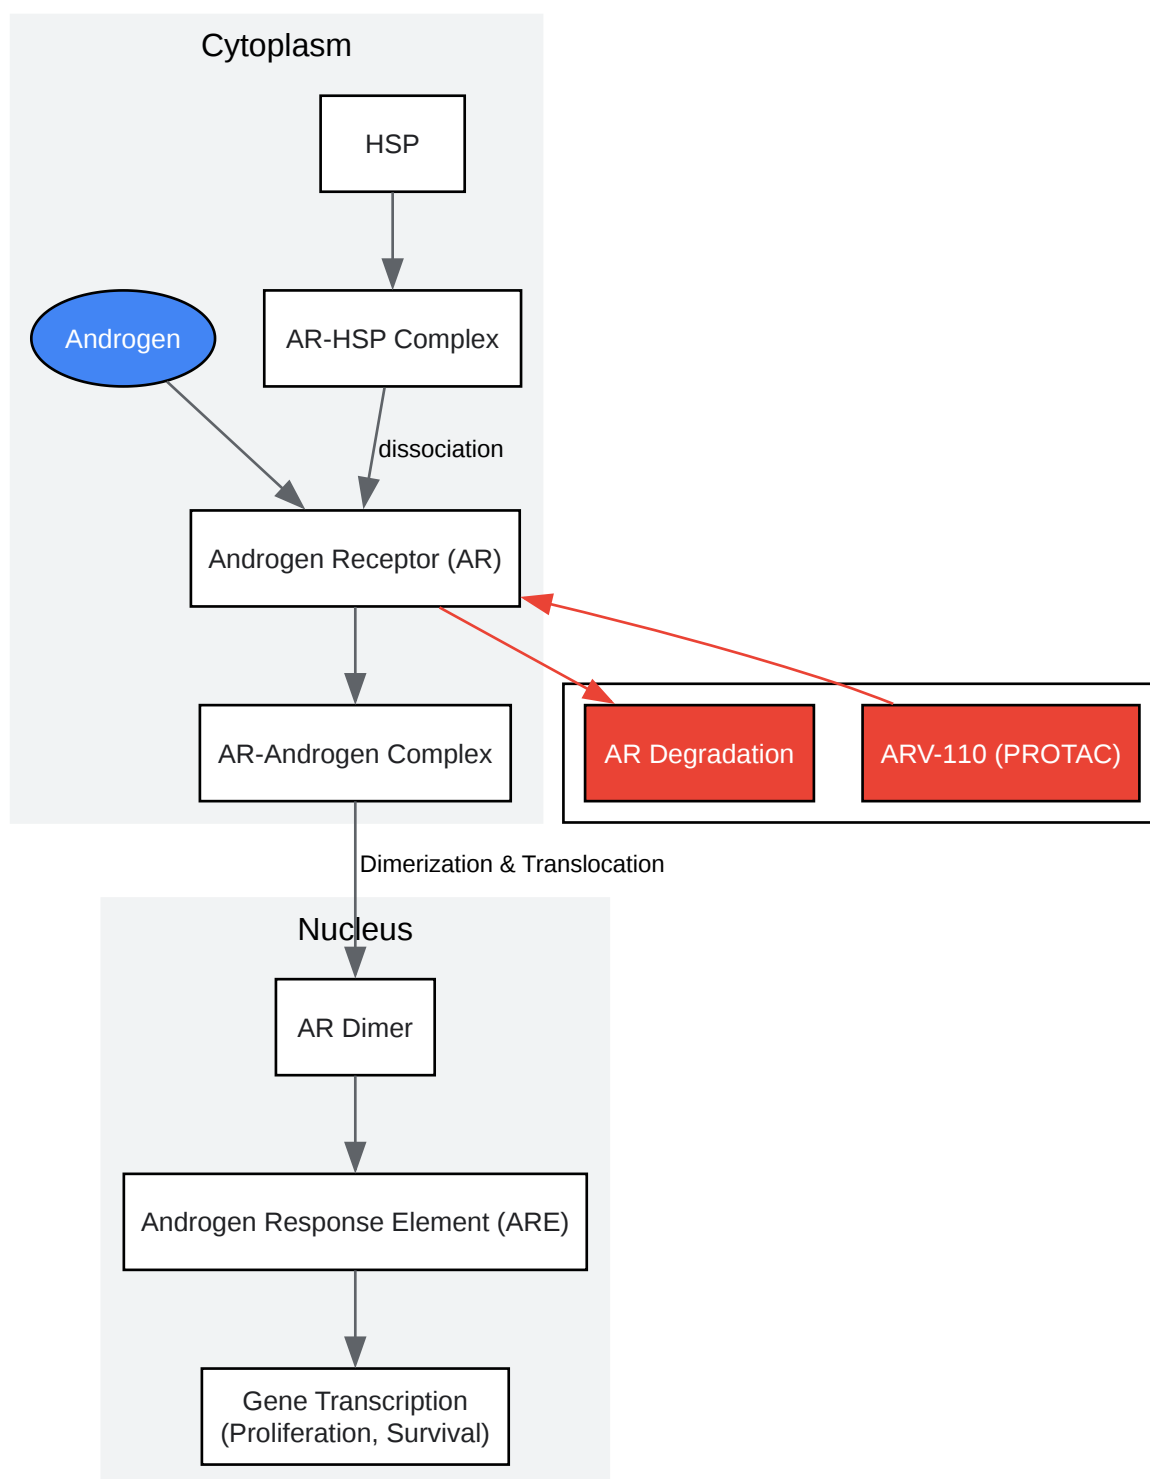 Cytoplasm
HSP
Androgen
AR-HSP Complex
dissociation
Androgen Receptor (AR)
AR-Androgen Complex
AR Degradation
ARV-110 (PROTAC)
Dimerization & Translocation
Nucleus
AR Dimer
Androgen Response Element (ARE)
Gene Transcription
(Proliferation, Survival)